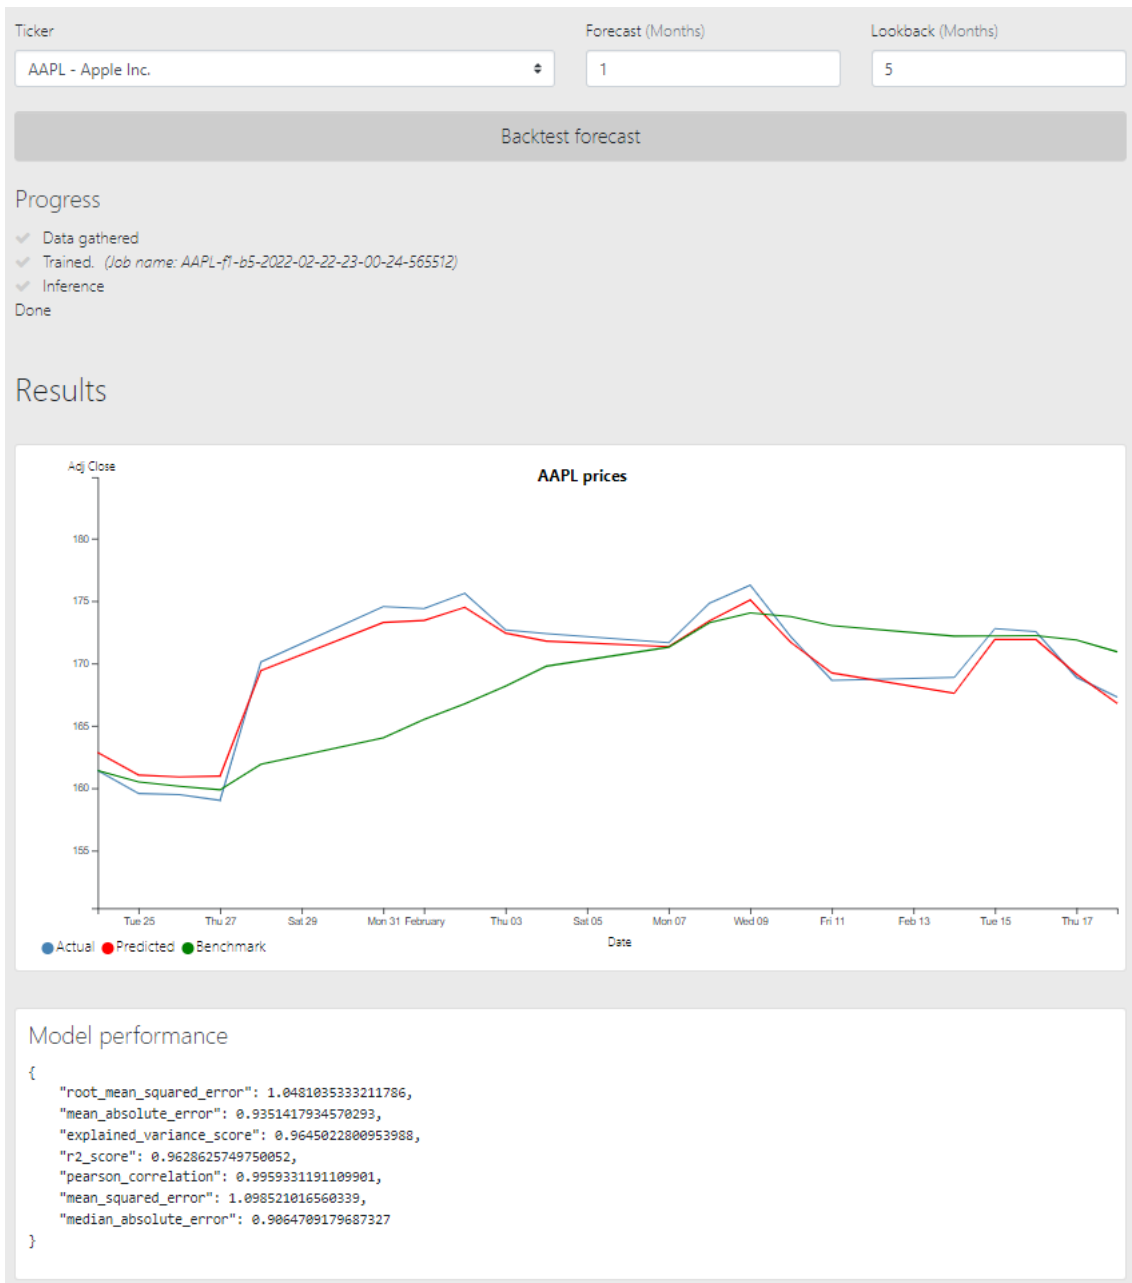 Ticker Forecast (Months) Lookback (Months)
AAPL - Apple Inc. 1 5
Backtest forecast
Progress
Data gathered
Trained. (Job name: AAPL-f1-b5-2022-02-22-23-00-24-565512)
Inference
Done
Results
Adj Close
AAPL prices
180
175
170
165
160
155
Tue 25 Thu 27 Sat 29 Mon 31 February Thu 03 Sat 05 Mon 07 Wed 09 Fri 11 Feb 13 Tue 15 Thu 17
Date
Actual Predicted Benchmark
Model performance
{
"root_mean_squared_error": 1.0481035333211786,
"mean_absolute_error": 0.9351417934570293,
"explained_variance_score": 0.9645022800953988,
"r2_score": 0.9628625749750052,
"pearson_correlation": 0.9959331191109901,
"mean_squared_error": 1.098521016560339,
"median_absolute_error": 0.9064709179687327
}